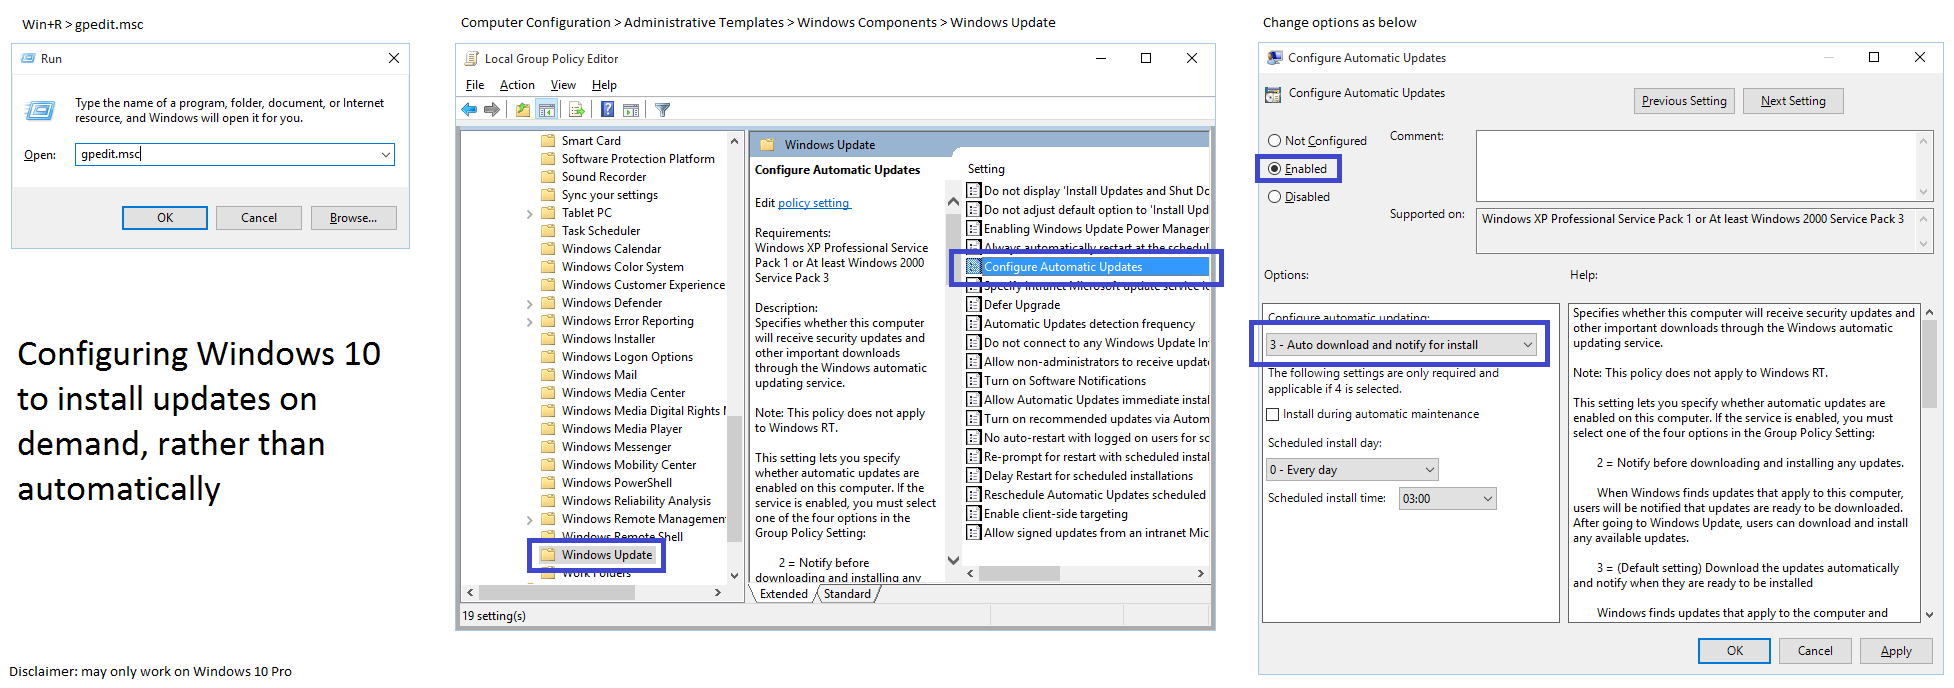 Win+R > gpedit.msc
Run
Type the name of a program, folder, document, or Internet
resource, and Windows will open it for you.
Open:
gpedit.msc
OK
Cancel
Browse...
Configuring Windows 10
to install updates on
demand, rather than
automatically
Disclaimer: may only work on Windows 10 Pro
Computer Configuration > Administrative Templates > Windows Components > Windows Update
Local Group Policy Editor
File Action View Help
Smart Card
Software Protection Platform
Sound Recorder
Sync your settings
Tablet PC
Task Scheduler
Windows Calendar
Windows Color System
Windows Customer Experience
Windows Defender
Windows Error Reporting
Windows Installer
Windows Logon Options
Windows Mail
Windows Media Center
Windows Media Digital Rights
Windows Media Player
Windows Messenger
Windows Mobility Center
Windows PowerShell
Windows Reliability Analysis
Windows Remote Management
Windows Remote Shell
Windows Update
Work Folders
Windows Update
Configure Automatic Updates
Edit policy setting
Requirements:
Windows XP Professional Service
Pack 1 or At least Windows 2000
Service Pack 3
Description:
Specifies whether this computer
will receive security updates and
other important downloads
through the Windows automatic
updating service.
Note: This policy does not apply
to Windows RT.
This setting lets you specify
whether automatic updates are
enabled on this computer. If the
service is enabled, you must select
one of the four options in the
Group Policy Setting:
2 = Notify before
downloading and installing any
Setting
Do not display 'Install Updates and Shut Do
Do not adjust default option to 'Install Upd
Enabling Windows Update Power Manager
Always automatically restart at the schedul
Configure Automatic Updates
Specify intranet Microsoft update service l
Defer Upgrade
Automatic Updates detection frequency
Do not connect to any Windows Update In
Allow non-administrators to receive update
Turn on Software Notifications
Allow Automatic Updates immediate instal
Turn on recommended updates via Autom
No auto-restart with logged on users for sc
Re-prompt for restart with scheduled instal
Delay Restart for scheduled installations
Reschedule Automatic Updates scheduled
Enable client-side targeting
Allow signed updates from an intranet Mic
Extended Standard
19 setting(s)
Change options as below
Configure Automatic Updates
Configure Automatic Updates
Previous Setting
Next Setting
Not Configured
Enabled
Disabled
Comment:
Supported on:
Windows XP Professional Service Pack 1 or At least Windows 2000 Service Pack 3
Options:
Configure automatic updating:
3 - Auto download and notify for install
The following settings are only required and
applicable if 4 is selected.
Install during automatic maintenance
Scheduled install day:
0 - Every day
Scheduled install time:
03:00
Help:
Specifies whether this computer will receive security updates and
other important downloads through the Windows automatic
updating service.
Note: This policy does not apply to Windows RT.
This setting lets you specify whether automatic updates are
enabled on this computer. If the service is enabled, you must
select one of the four options in the Group Policy Setting:
2 = Notify before downloading and installing any updates.
When Windows finds updates that apply to this computer,
users will be notified that updates are ready to be downloaded.
After going to Windows Update, users can download and install
any available updates.
3 = (Default setting) Download the updates automatically
and notify when they are ready to be installed
Windows finds updates that apply to the computer and
OK
Cancel
Apply